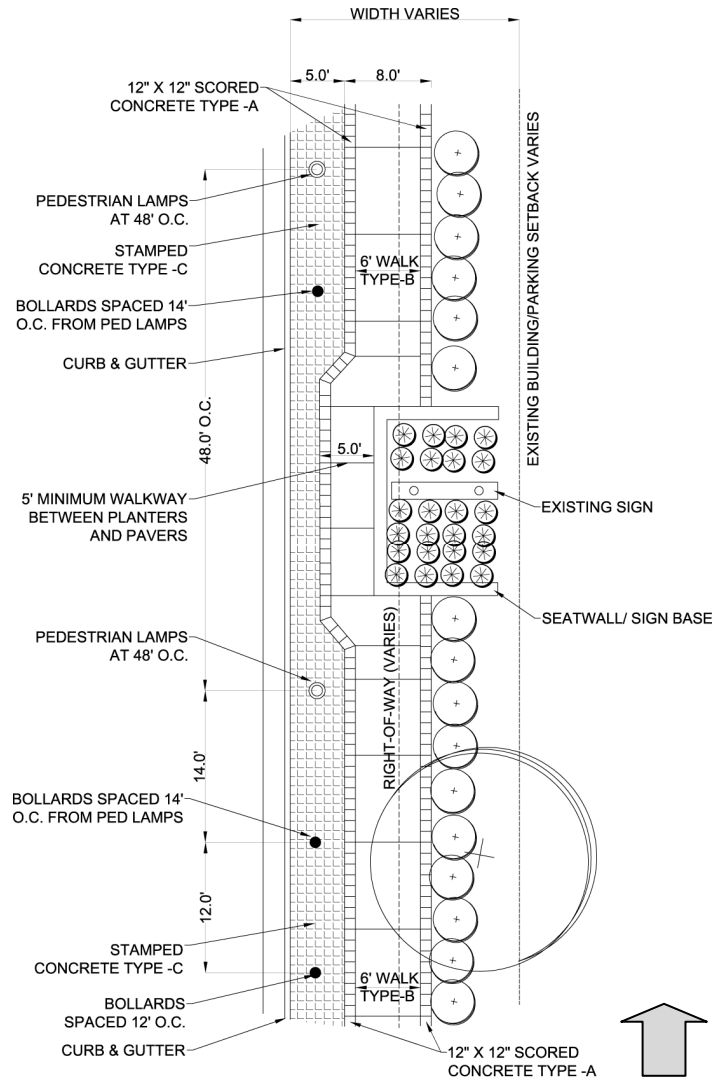 WIDTH VARIES
5.0'
8.0'
12" X 12" SCORED
CONCRETE TYPE -A
PEDESTRIAN LAMPS
AT 48' O.C.
STAMPED
CONCRETE TYPE -C
6' WALK
TYPE-B
BOLLARDS SPACED 14'
O.C. FROM PED LAMPS
CURB & GUTTER
EXISTING BUILDING/PARKING SETBACK VARIES
48.0' O.C.
5.0'
5' MINIMUM WALKWAY
BETWEEN PLANTERS
AND PAVERS
EXISTING SIGN
SEATWALL/ SIGN BASE
PEDESTRIAN LAMPS
AT 48' O.C.
RIGHT-OF-WAY (VARIES)
14.0'
BOLLARDS SPACED 14'
O.C. FROM PED LAMPS
12.0'
STAMPED
CONCRETE TYPE -C
6' WALK
TYPE-B
BOLLARDS
SPACED 12' O.C.
CURB & GUTTER
12" X 12" SCORED
CONCRETE TYPE -A